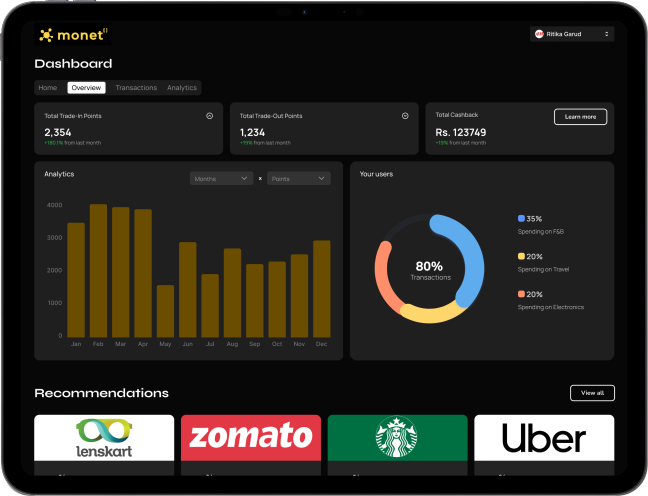 monet
Ritika Garud
Dashboard
Home Overview Transactions Analytics
Total Trade-In Points
2,354
+180.1% from last month
Total Trade-Out Points
1,234
+19% from last month
Total Cashback
Learn more
Rs. 123749
+19% from last month
Analytics
Months x Points
4000
3000
2000
1000
0
Jan Feb Mar Apr May Jun Jul Aug Sep Oct Nov Dec
Your users
80%
Transactions
35%
Spending on F&B
20%
Spending on Travel
20%
Spending on Electronics
Recommendations
View all
lenskart
zomato
Uber